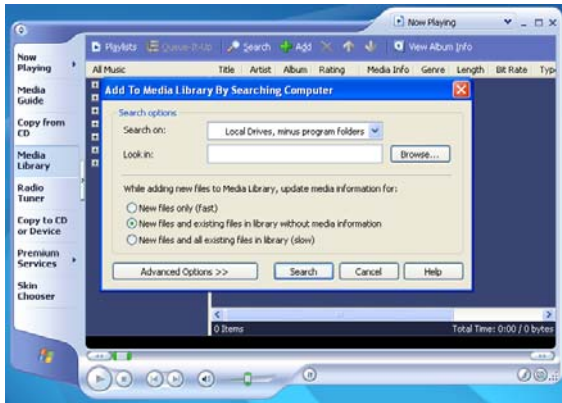 Now Playing
Playlists Queue-It-Up Search Add View Album Info
Now
Playing
Media
Guide
Copy from
CD
Media
Library
Radio
Tuner
Copy to CD
or Device
Premium
Services
Skin
Chooser
All Music Title Artist Album Rating Media Info Genre Length Bit Rate Typ
Add To Media Library By Searching Computer
Search options
Search on: Local Drives, minus program folders
Look in: Browse...
While adding new files to Media Library, update media information for:
New files only (fast)
New files and existing files in library without media information
New files and all existing files in library (slow)
Advanced Options >> Search Cancel Help
0 Items Total Time: 0:00 / 0 bytes